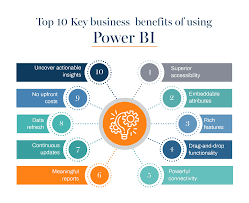 Top 10 Key business benefits of using
Power BI
Uncover actionable
insights
10
No upfront
costs
9
Data
refresh
8
Continuous
updates
7
Meaningful
reports
6
1
Superior
accessibility
2
Embeddable
attributes
3
Rich
features
4
Drag-and-drop
functionality
5
Powerful
connectivity